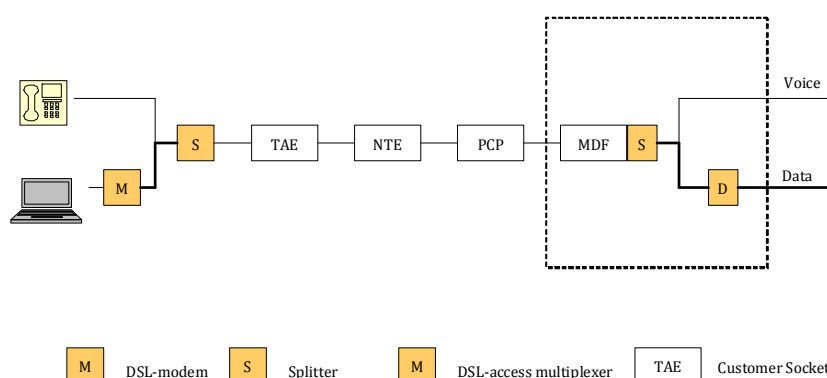 Voice
S TAE NTE PCP MDF S
M D Data
M DSL-modem S Splitter M DSL-access multiplexer TAE Customer Socket